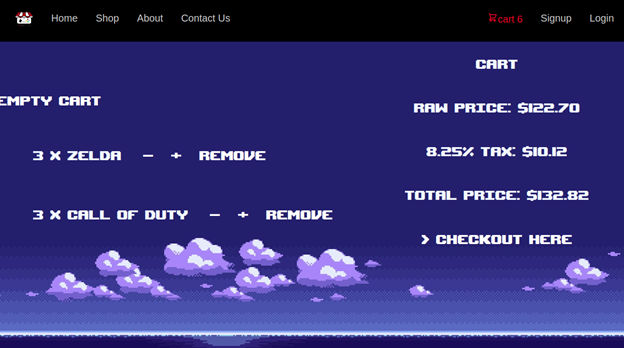 Home Shop About Contact Us cart 6 Signup Login
EMPTY CART
3 X ZELDA - + REMOVE
3 X CALL OF DUTY - + REMOVE
CART
RAW PRICE: $122.70
8.25% TAX: $10.12
TOTAL PRICE: $132.82
> CHECKOUT HERE